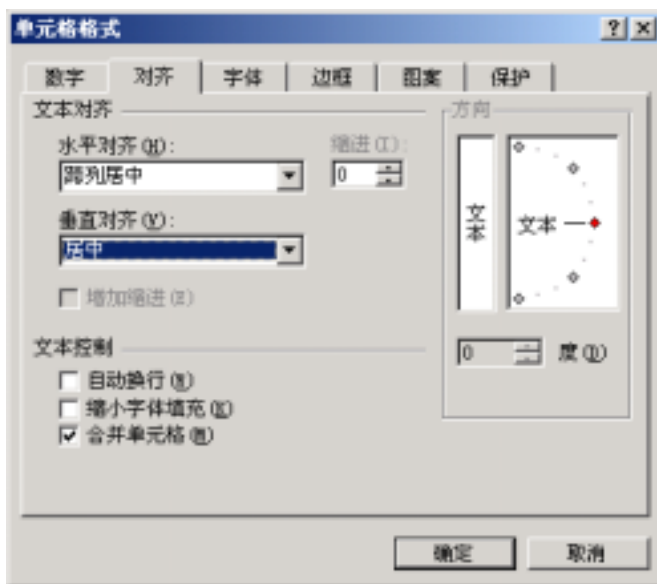 单元格格式
数字 对齐 字体 边框 图案 保护
文本对齐
水平对齐(H):
跨列居中
缩进(I):
0
垂直对齐(V):
居中
增加缩进(E)
文本控制
自动换行(W)
缩小字体填充(K)
合并单元格(M)
方向
文本
文本
0 度(D)
确定 取消